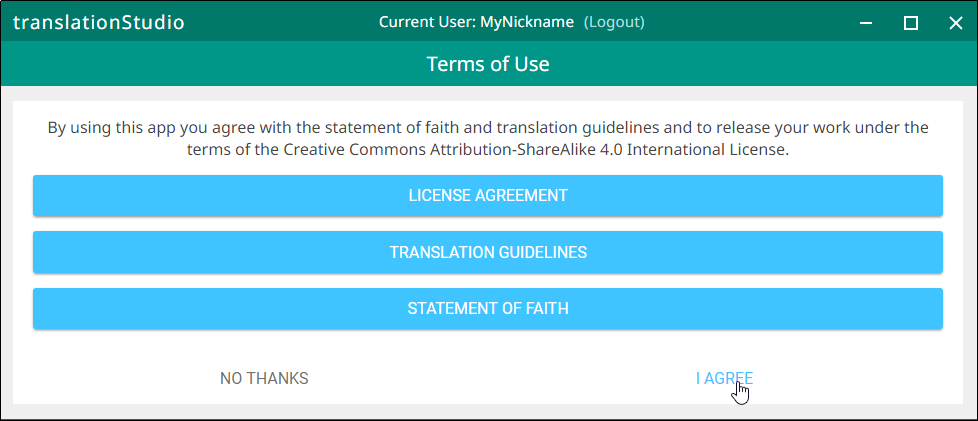 translationStudio
Current User: MyNickname (Logout)
Terms of Use
By using this app you agree with the statement of faith and translation guidelines and to release your work under the
terms of the Creative Commons Attribution-ShareAlike 4.0 International License.
LICENSE AGREEMENT
TRANSLATION GUIDELINES
STATEMENT OF FAITH
NO THANKS
I AGREE